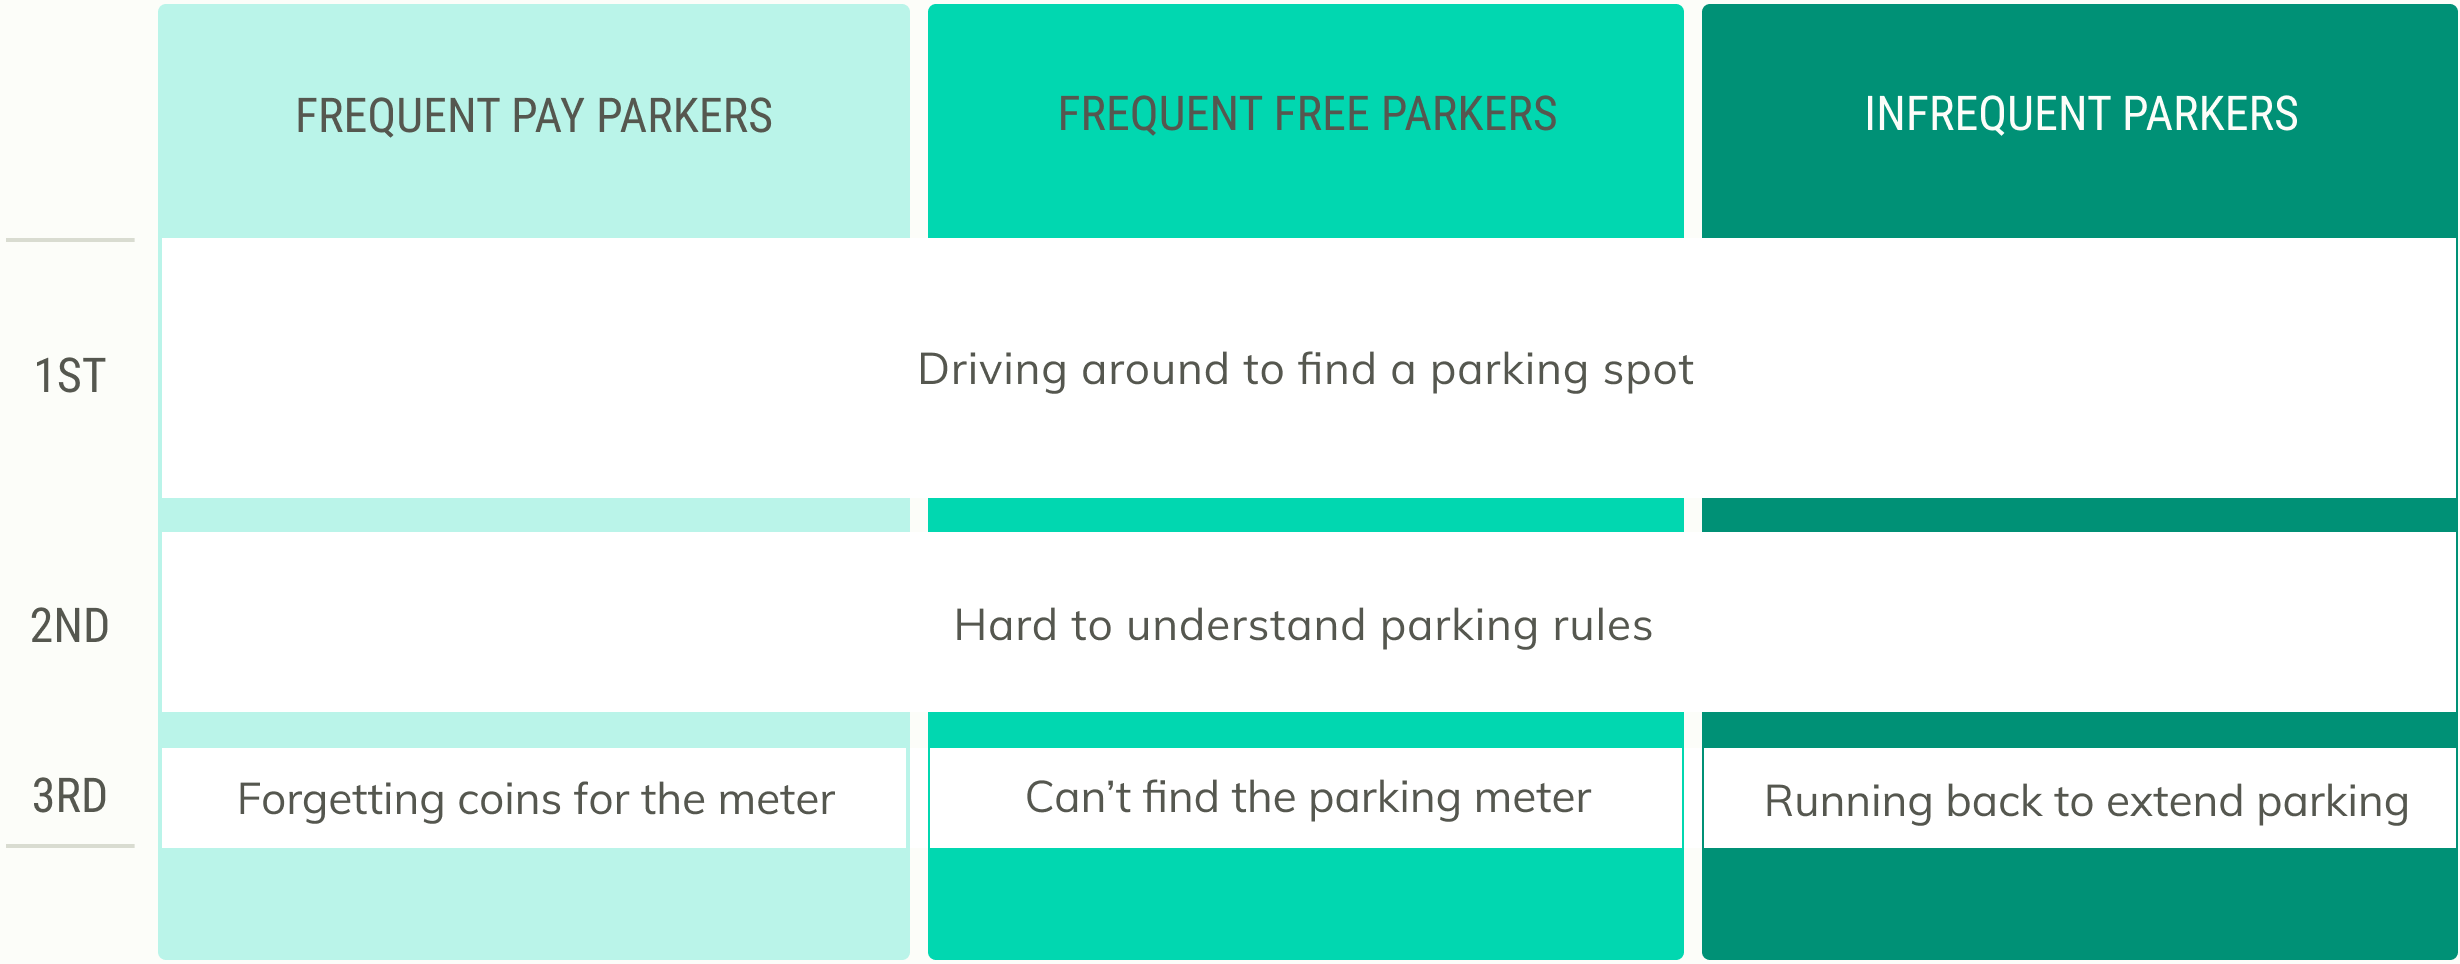 FREQUENT PAY PARKERS
FREQUENT FREE PARKERS
INFREQUENT PARKERS
1ST
Driving around to find a parking spot
2ND
Hard to understand parking rules
3RD
Forgetting coins for the meter
Can’t find the parking meter
Running back to extend parking